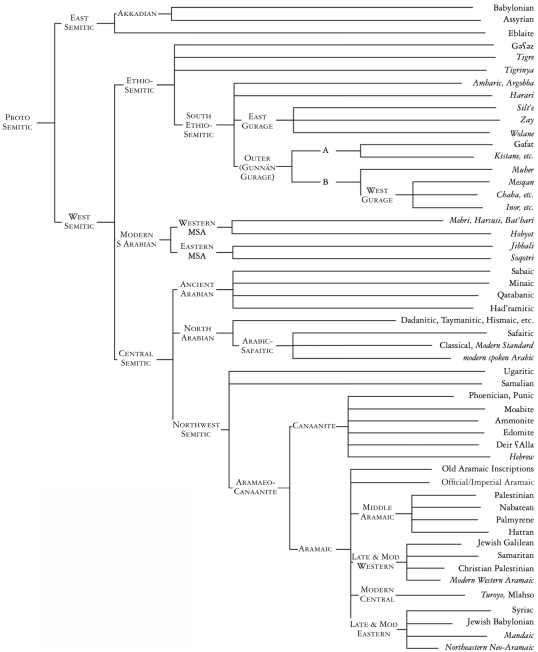 Babylonian
EAST SEMITIC
AKKADIAN
Assyrian
Eblaite
Gəʕəz
Tigre
ETHIO-SEMITIC
Tigrinya
Amharic, Argobba
Harari
Silt'e
PROTO SEMITIC
SOUTH ETHIO-SEMITIC
EAST GURAGE
Zay
Wolane
A
Gafat
Kistane, etc.
OUTER (GUNNÄN GURAGE)
Muher
B
Mesqan
WEST GURAGE
Chaha, etc.
Inor, etc.
WEST SEMITIC
WESTERN MSA
Mehri, Harsusi, Bat'hari
MODERN S ARABIAN
Hobyot
EASTERN MSA
Jibbali
Soqotri
Sabaic
ANCIENT ARABIAN
Minaic
Qatabanic
Had'ramitic
Dadanitic, Taymanitic, Hismaic, etc.
NORTH ARABIAN
Safaitic
CENTRAL SEMITIC
ARABIC-SAFAITIC
Classical, Modern Standard
modern spoken Arabic
Ugaritic
Samalian
Phoenician, Punic
Moabite
NORTHWEST SEMITIC
CANAANITE
Ammonite
Edomite
Deir ʕAlla
Hebrew
Old Aramaic Inscriptions
ARAMAEO-CANAANITE
Official/Imperial Aramaic
Palestinian
MIDDLE ARAMAIC
Nabatean
Palmyrene
Hatran
ARAMAIC
Jewish Galilean
LATE & MOD WESTERN
Samaritan
Christian Palestinian
Modern Western Aramaic
MODERN CENTRAL
Turoyo, Mlahso
Syriac
LATE & MOD EASTERN
Jewish Babylonian
Mandaic
Northeastern Neo-Aramaic